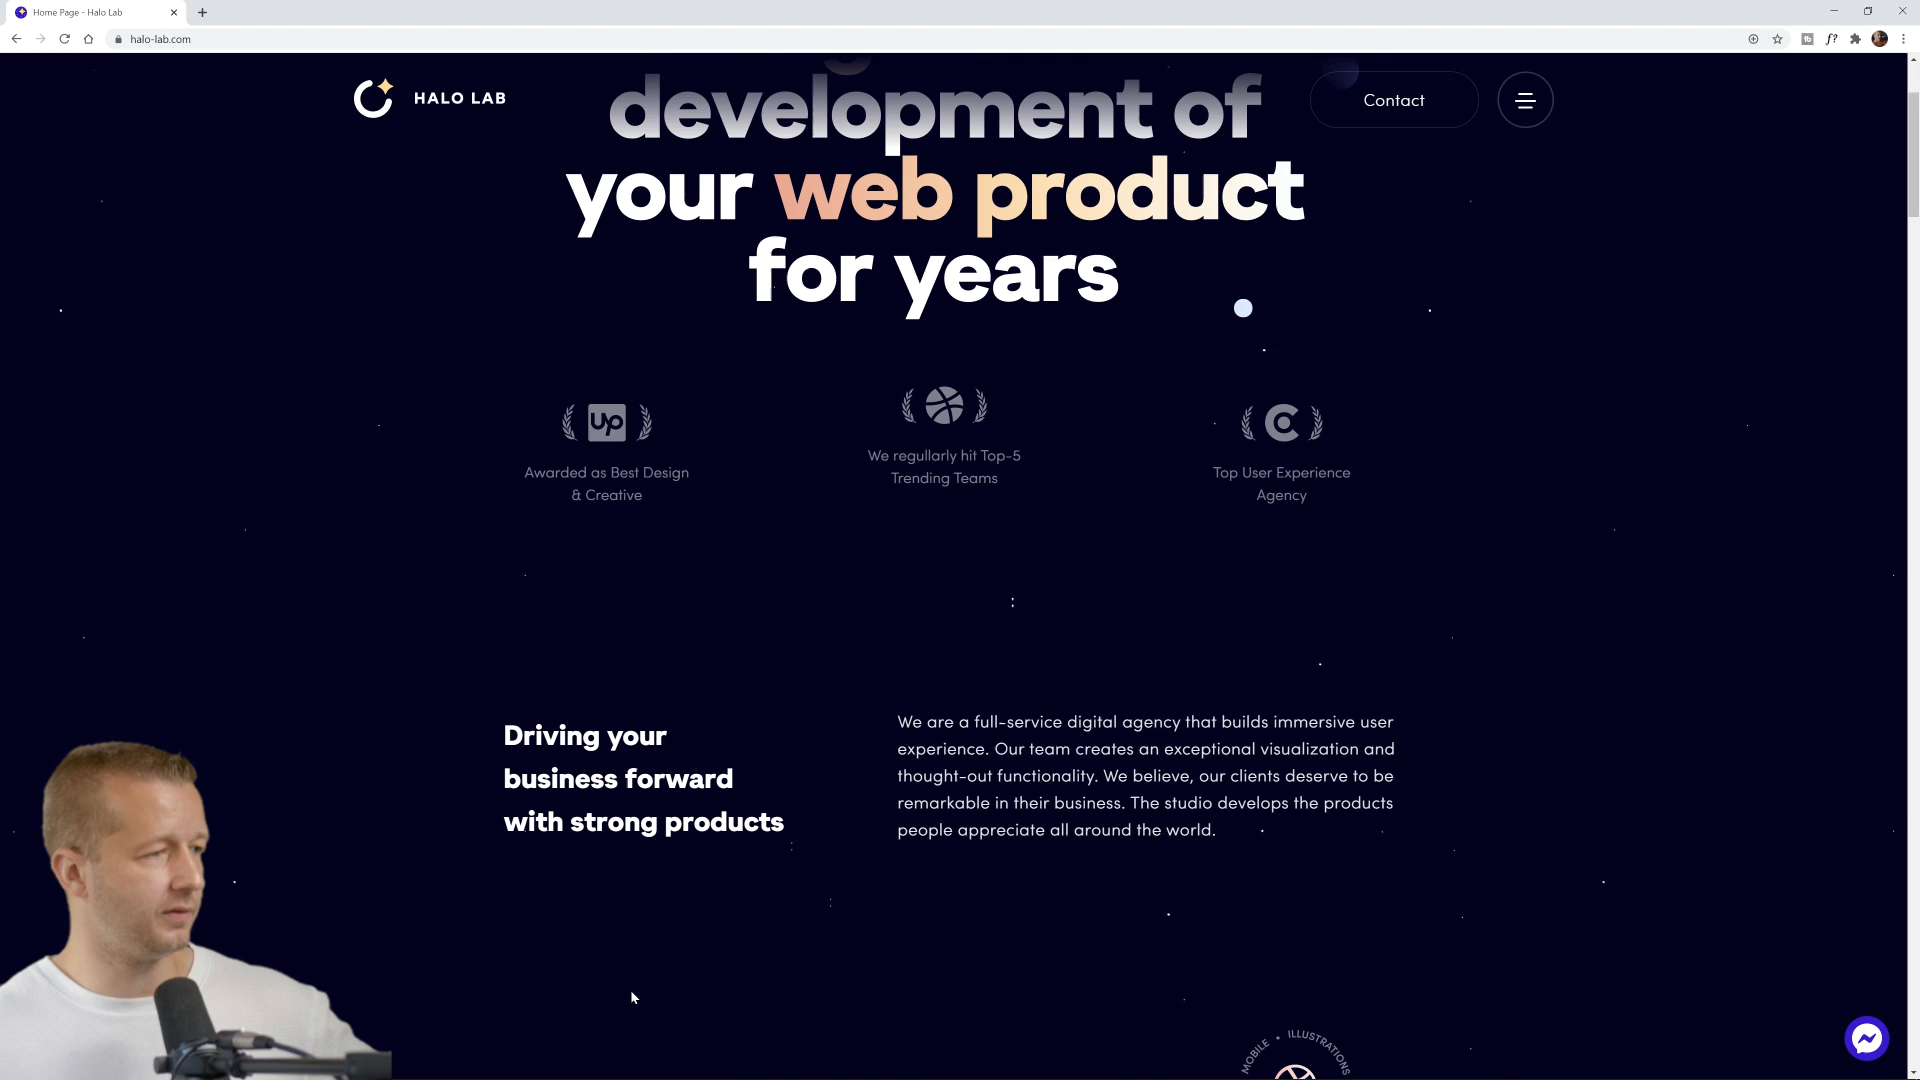 Home Page - Halo Lab
halo-lab.com
HALO LAB
development of
Contact
your web product
for years
up
Awarded as Best Design
& Creative
We regullarly hit Top-5
Trending Teams
Top User Experience
Agency
Driving your
business forward
with strong products
We are a full-service digital agency that builds immersive user
experience. Our team creates an exceptional visualization and
thought-out functionality. We believe, our clients deserve to be
remarkable in their business. The studio develops the products
people appreciate all around the world.
MOBILE • ILLUSTRATIONS